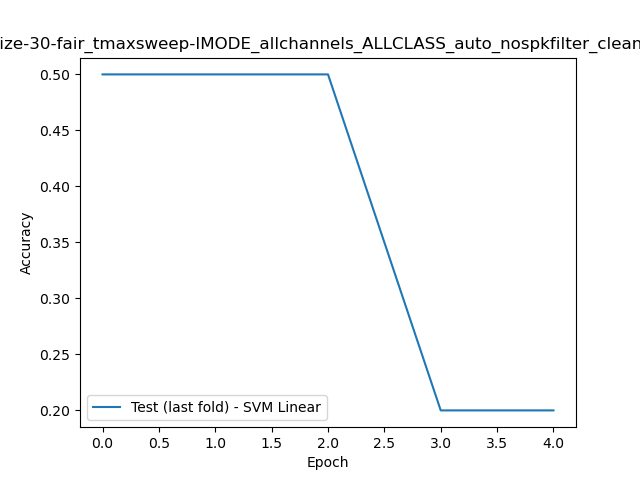 ize-30-fair_tmaxsweep-IMODE_allchannels_ALLCLASS_auto_nospkfilter_clean
0.50
0.45
0.40
0.35
0.30
0.25
0.20
Accuracy
Test (last fold) - SVM Linear
0.0 0.5 1.0 1.5 2.0 2.5 3.0 3.5 4.0
Epoch